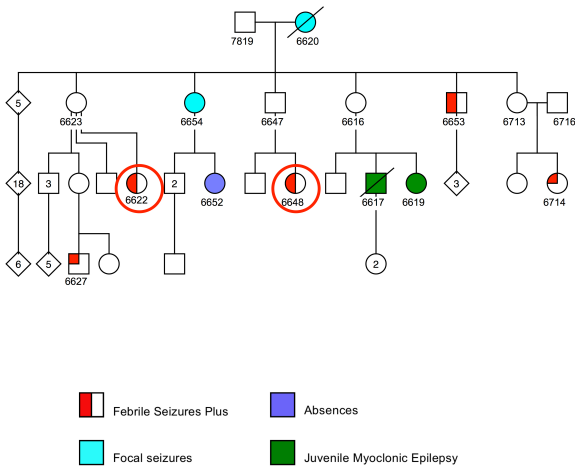 7819 6620
5
6623 6654 6647 6616 6653 6713 6716
18 3 2 3
6622 6652 6648 6617 6619 6714
6 5 2
6627
Febrile Seizures Plus Absences
Focal seizures Juvenile Myoclonic Epilepsy